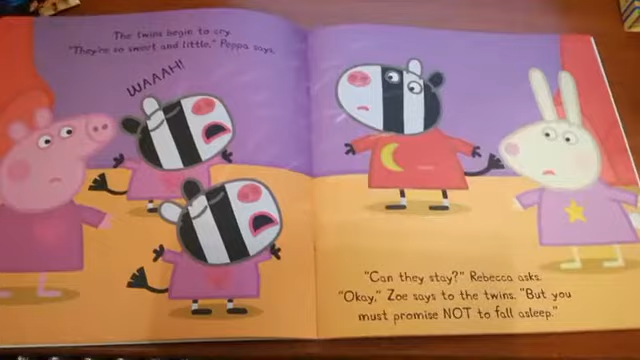 The twins begin to cry.
"They're so sweet and little," Peppa says.
WAAAH!
"Can they stay?" Rebecca asks.
"Okay," Zoe says to the twins. "But you
must promise NOT to fall asleep."